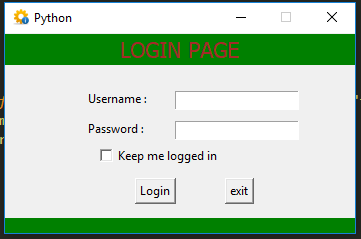 Python
LOGIN PAGE
Username :
Password :
Keep me logged in
Login exit